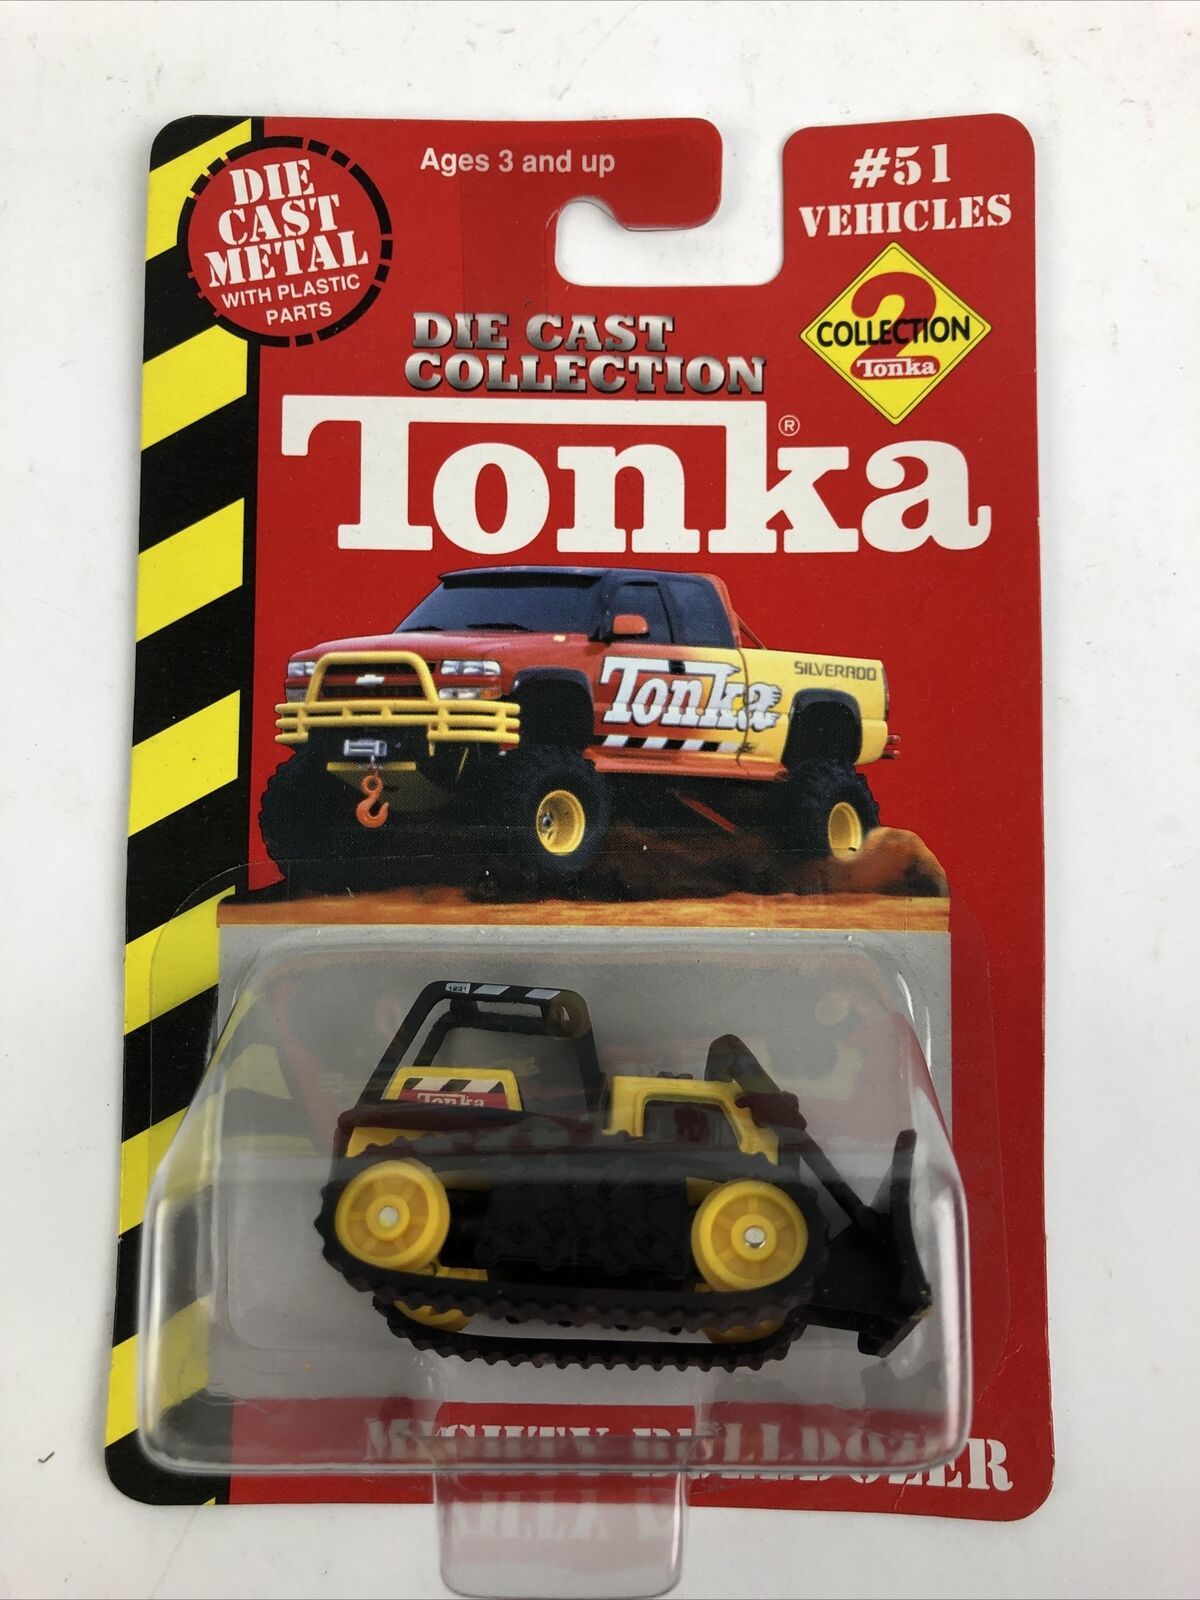 Ages 3 and up
#51
VEHICLES
DIE
CAST
METAL
WITH PLASTIC
PARTS
2
COLLECTION
Tonka
DIE CAST
COLLECTION
Tonka®
SILVERADO
Tonka
1231
Tonka
MIGHTY BULLDOZER